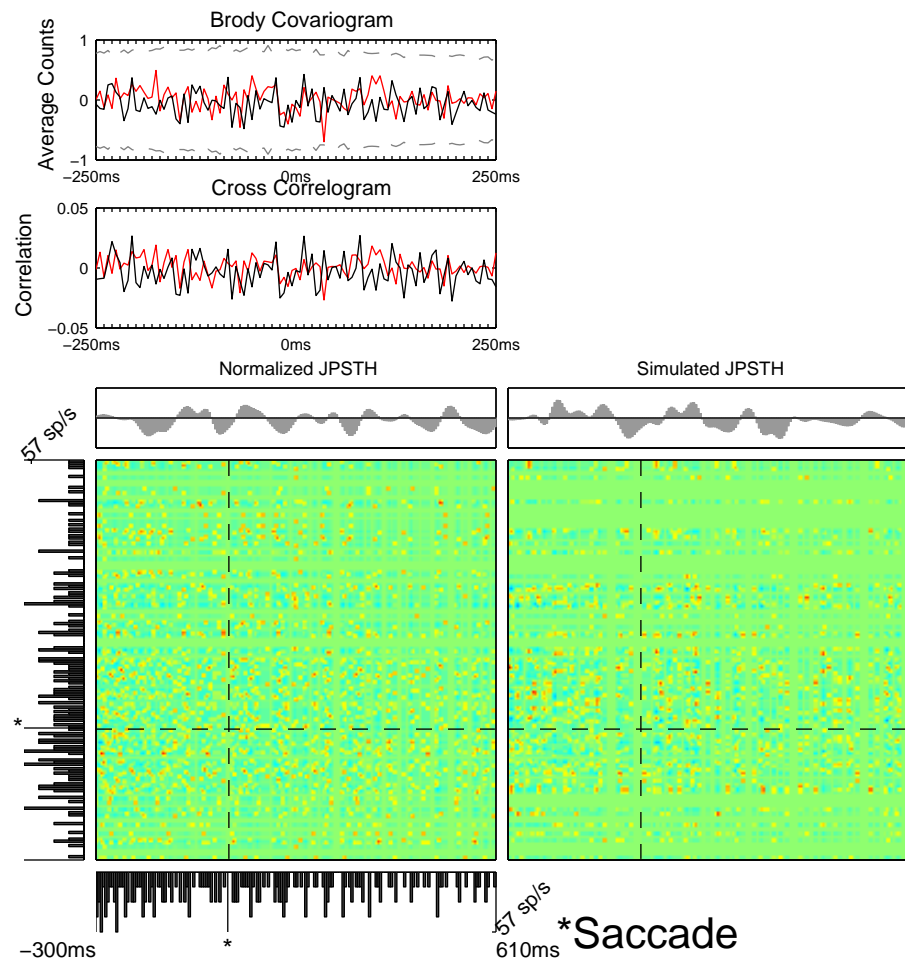 Brody Covariogram
Average Counts
1
0
−1
−250ms
0ms
250ms
Cross Correlogram
Correlation
0.05
0
−0.05
−250ms
0ms
250ms
Normalized JPSTH
Simulated JPSTH
57 sp/s
*
57 sp/s
−300ms
*
610ms
*Saccade